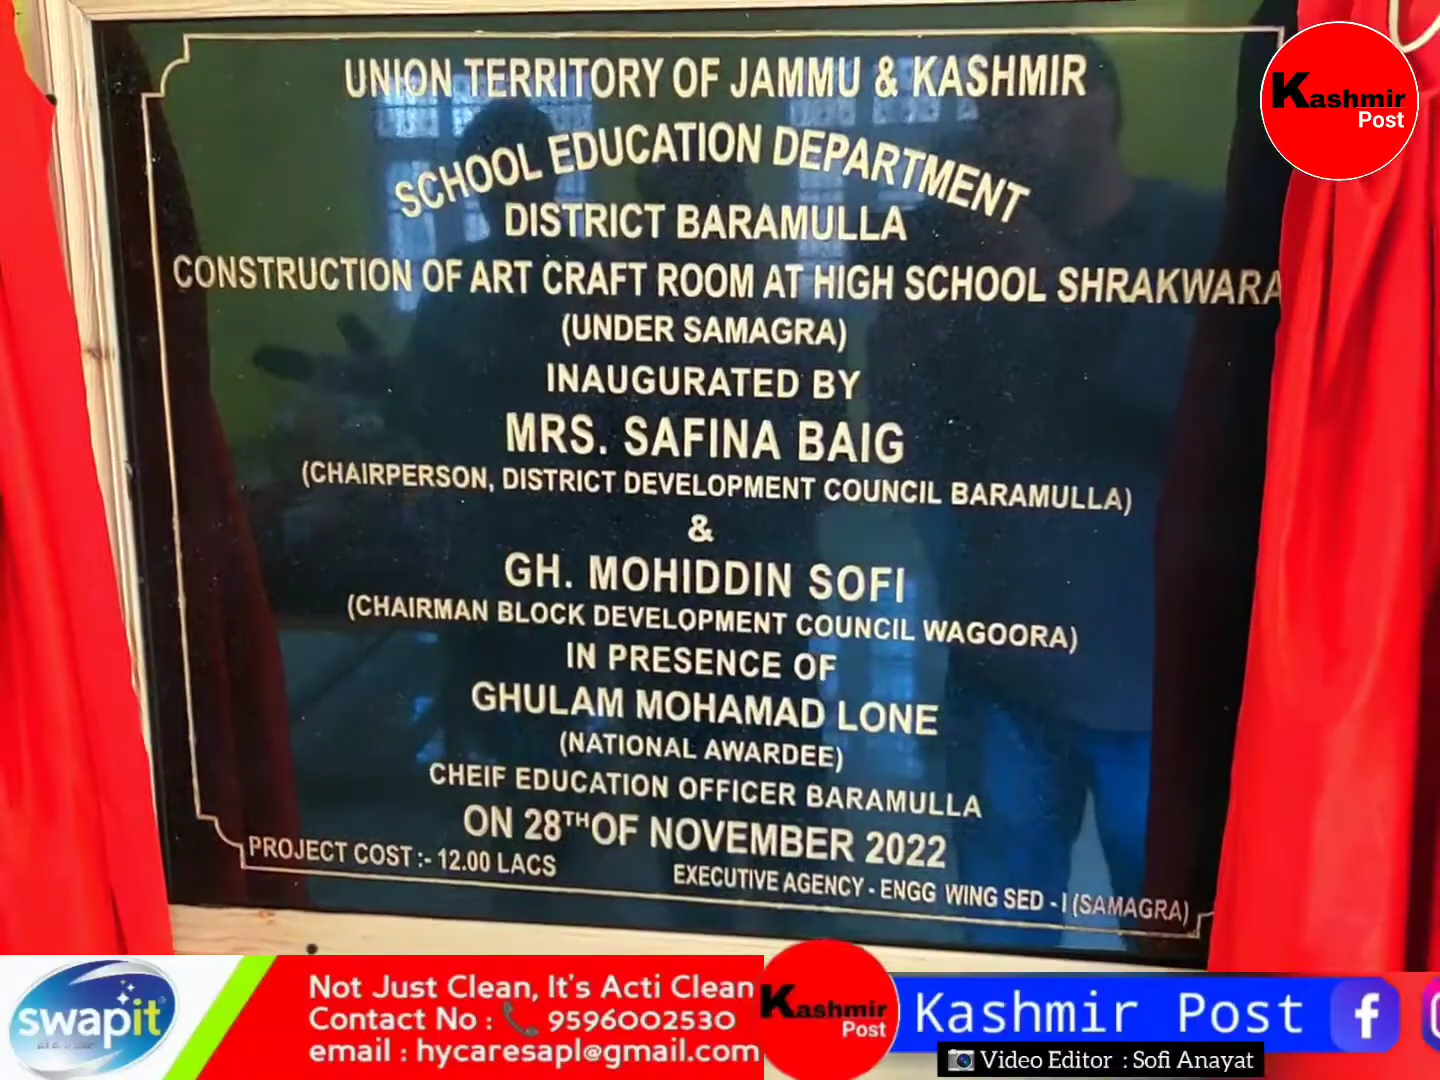 UNION TERRITORY OF JAMMU & KASHMIR
SCHOOL EDUCATION DEPARTMENT
DISTRICT BARAMULLA
CONSTRUCTION OF ART CRAFT ROOM AT HIGH SCHOOL SHRAKWARA
(UNDER SAMAGRA)
INAUGURATED BY
MRS. SAFINA BAIG
(CHAIRPERSON, DISTRICT DEVELOPMENT COUNCIL BARAMULLA)
&
GH. MOHIDDIN SOFI
(CHAIRMAN BLOCK DEVELOPMENT COUNCIL WAGOORA)
IN PRESENCE OF
GHULAM MOHAMAD LONE
(NATIONAL AWARDEE)
CHEIF EDUCATION OFFICER BARAMULLA
ON 28TH OF NOVEMBER 2022
PROJECT COST :- 12.00 LACS
EXECUTIVE AGENCY - ENGG WING SED - I (SAMAGRA)
Kashmir
Post
swapit
Not Just Clean, It's Acti Clean
Contact No : 9596002530
email : hycaresapl@gmail.com
Kashmir
Post
Kashmir Post
Video Editor : Sofi Anayat